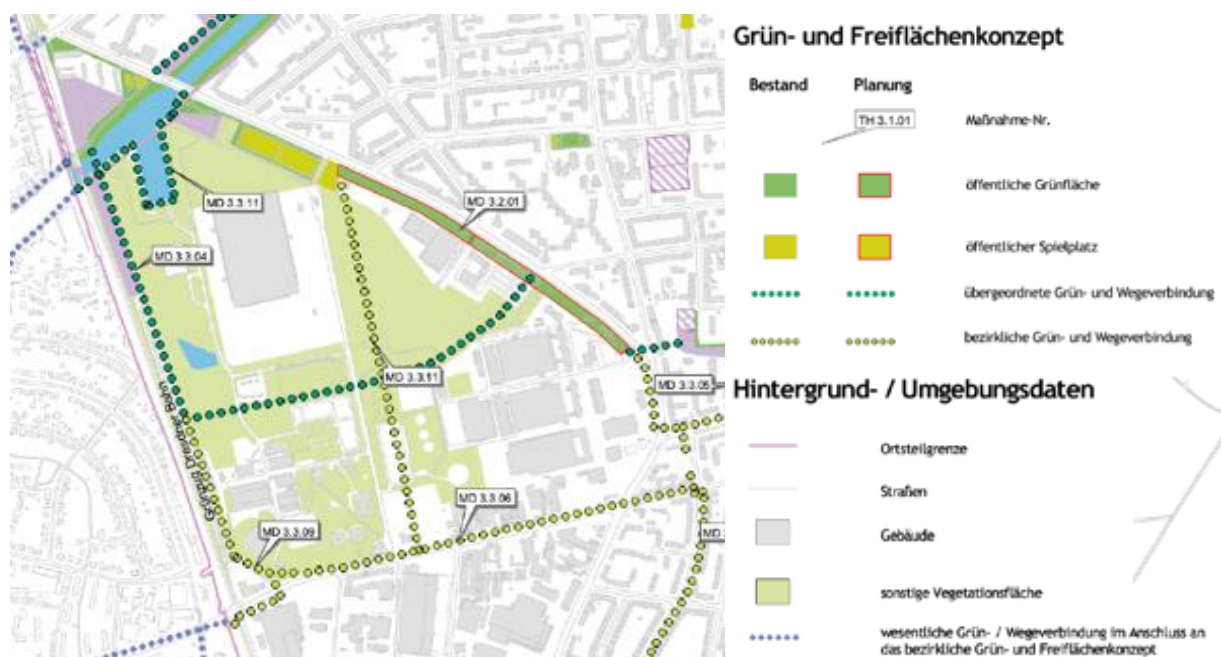 Grün- und Freiflächenkonzept
Bestand
Planung
TH 3.1.01
Maßnahme-Nr.
öffentliche Grünfläche
öffentlicher Spielplatz
übergeordnete Grün- und Wegeverbindung
bezirkliche Grün- und Wegeverbindung
Hintergrund- / Umgebungsdaten
Ortsteilgrenze
Straßen
Gebäude
sonstige Vegetationsfläche
wesentliche Grün- / Wegeverbindung im Anschluss an
das bezirkliche Grün- und Freiflächenkonzept
MD 3.3.11
MD 3.2.01
MD 3.3.04
MD 3.3.11
MD 3.3.05
Grünzug Dresdner Bahn
MD 3.3.06
MD 3.3.09